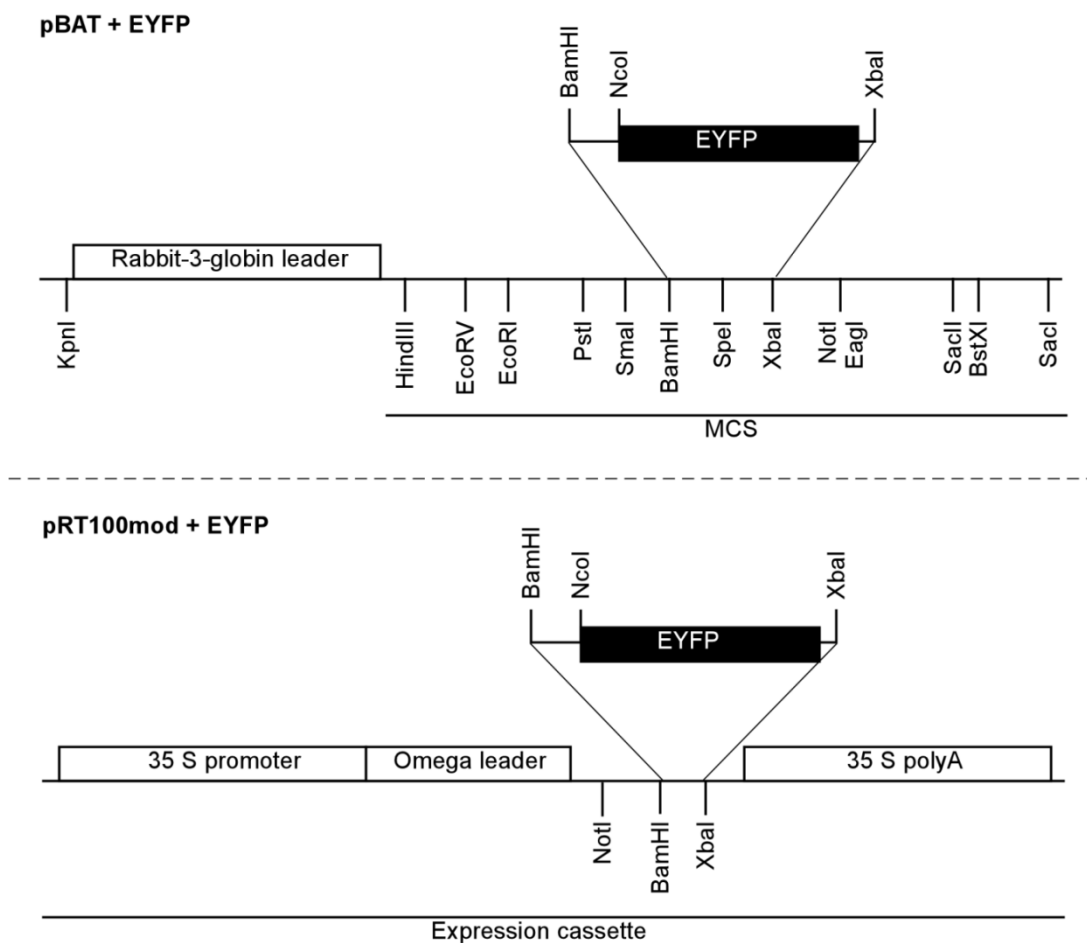 pBAT + EYFP
BamHI
NcoI
XbaI
EYFP
Rabbit-3-globin leader
KpnI
HindIII
EcoRV
EcoRI
PstI
SmaI
BamHI
SpeI
XbaI
NotI
EagI
SacII
BstXI
SacI
MCS
pRT100mod + EYFP
BamHI
NcoI
XbaI
EYFP
35 S promoter
Omega leader
35 S polyA
NotI
BamHI
XbaI
Expression cassette